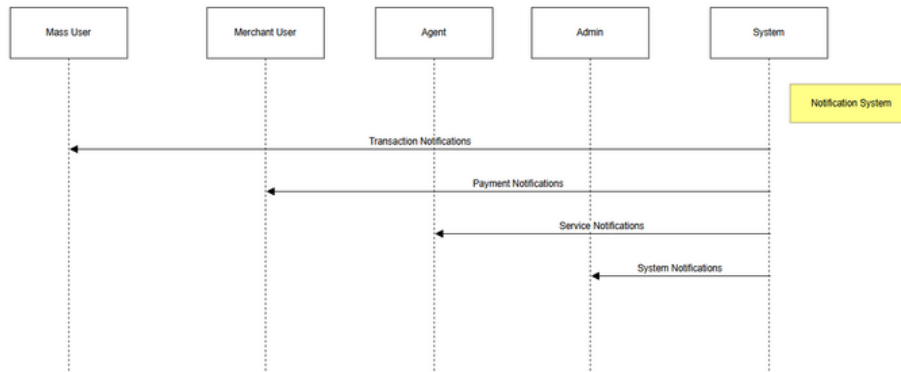 Mass User
Merchant User
Agent
Admin
System
Notification System
Transaction Notifications
Payment Notifications
Service Notifications
System Notifications